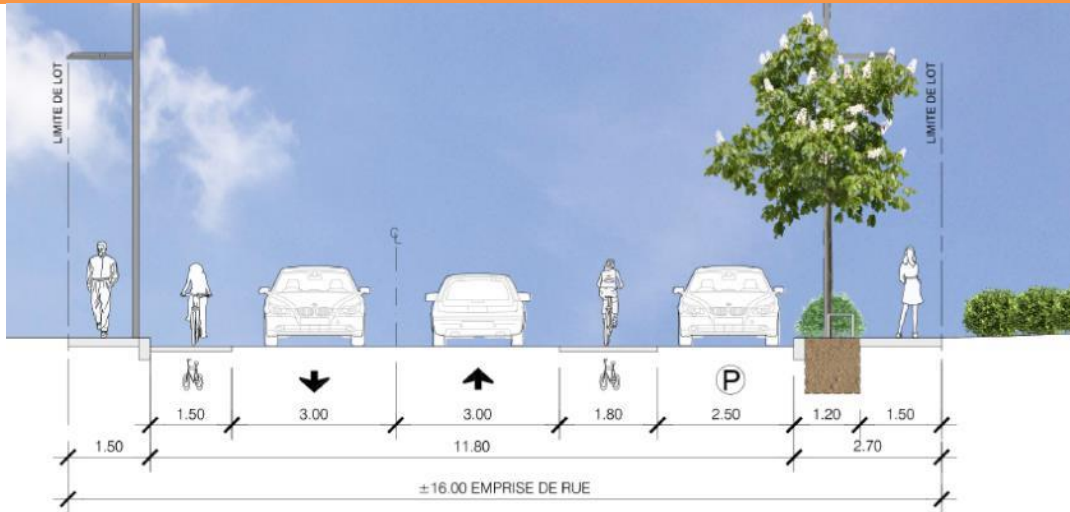 LIMITE DE LOT
LIMITE DE LOT
℄
P
1.50 3.00 3.00 1.80 2.50 1.20 1.50
1.50 11.80 2.70
±16.00 EMPRISE DE RUE